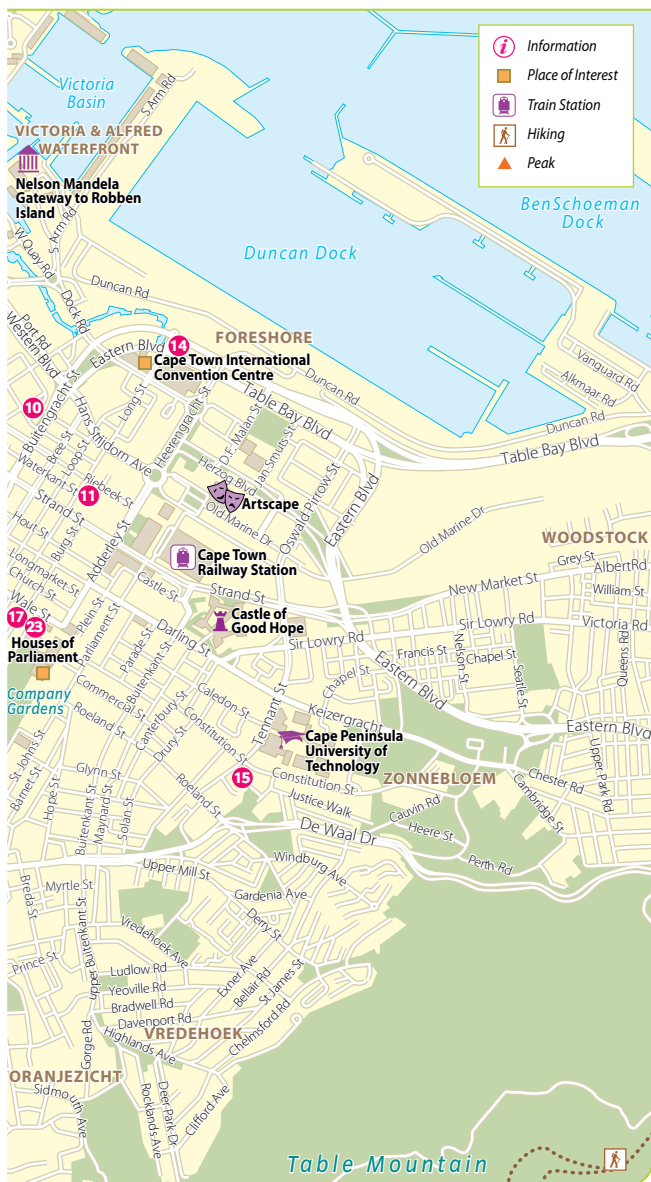 Information
Place of Interest
Train Station
Hiking
Peak
S Arm Rd
Victoria
Basin
VICTORIA & ALFRED
WATERFRONT
Nelson Mandela
Gateway to Robben
Island
S Arm Rd
W Quay Rd
Dock Rd
BenSchoeman
Dock
Duncan Dock
Duncan Rd
Port Rd
Western Blvd
Eastern Blvd
14
FORESHORE
Cape Town International
Convention Centre
Duncan Rd
Vanguard Rd
Alkmaar Rd
Duncan Rd
Table Bay Blvd
Table Bay Blvd
10
Buitengracht St
Long St
Heerengracht St
D.F. Malan St
Jan Smuts St
Hans Strijdom Ave
Bree St
Loop St
Waterkant St
Riebeek St
11
Herzog Blvd
Artscape
Old Marine Dr
Oswald Pirrow St
Eastern Blvd
Old Marine Dr
Strand St
Hout St
Burg St
Adderley St
Longmarket St
Church St
Castle St
Cape Town
Railway Station
Strand St
WOODSTOCK
Grey St
AlbertRd
William St
New Market St
Wale St
17
23
Plein St
Parliament St
Houses of
Parliament
Castle of
Good Hope
Darling St
Sir Lowry Rd
Sir Lowry Rd
Victoria Rd
Francis St
Chapel St
Nelson St
Chapel St
Seatle St
Queens Rd
Parade St
Buitenkant St
Company
Gardens
Commercial St
Roeland St
Canterbury St
Drury St
Caledon St
Constitution St
Tennant St
Keizergracht
Eastern Blvd
Eastern Blvd
Cape Peninsula
University of
Technology
St Johns St
Barnet St
Glynn St
Hope St
Buitenkant St
Maynard St
Solan St
Roeland St
15
Constitution St
Justice Walk
ZONNEBLOEM
Chester Rd
Cambridge St
Upper Park Rd
Cauvin Rd
Heere St
De Waal Dr
Perth Rd
Windburg Ave
Upper Mill St
Gardenia Ave
Breda St
Myrtle St
Derry St
Vredehoek Ave
Prince St
Upper Buitenkant St
Ludlow Rd
Yeoville Rd
Bradwell Rd
Davenport Rd
Exner Ave
Bellair Rd
St James St
Chelmsford Rd
VREDEHOEK
Highlands Ave
Gorge Rd
ORANJEZICHT
Sidmouth Ave
Rocklands Ave
Deer Park Dr
Clifford Ave
Table Mountain